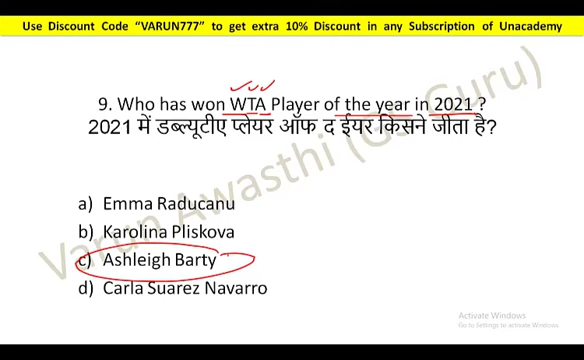 Use Discount Code “VARUN777” to get extra 10% Discount in any Subscription of Unacademy
9. Who has won WTA Player of the year in 2021 ?
2021 में डब्ल्यूटीए प्लेयर ऑफ द ईयर किसने जीता है?
a) Emma Raducanu
b) Karolina Pliskova
c) Ashleigh Barty
d) Carla Suarez Navarro
Varun Awasthi (Gs Guru)
Activate Windows
Go to Settings to activate Windows.